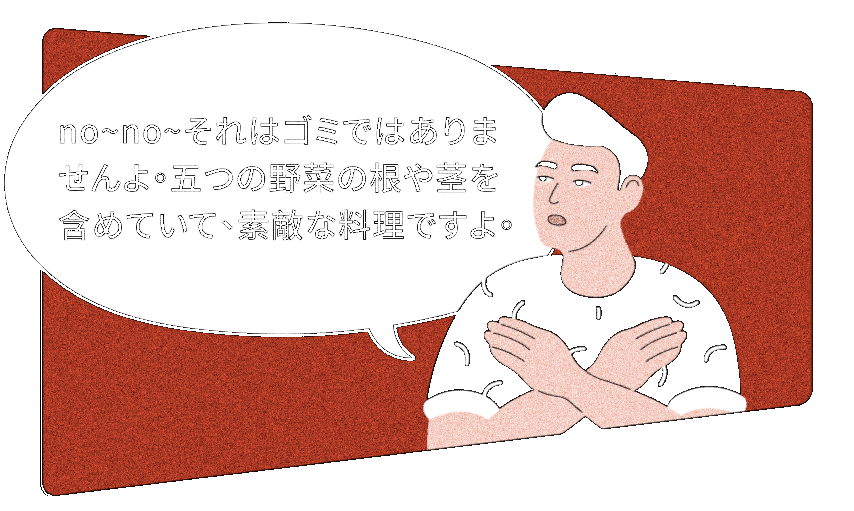 no~no~それはゴミではありま
せんよ。五つの野菜の根や茎を
含めていて、素敵な料理ですよ。